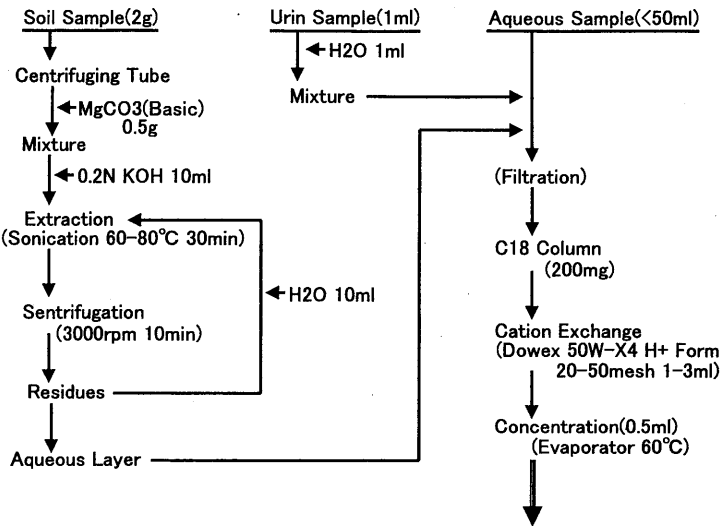 Soil Sample(2g)
Centrifuging Tube
MgCO3(Basic)
0.5g
Mixture
0.2N KOH 10ml
Extraction
(Sonication 60-80℃ 30min)
H2O 10ml
Sentrifugation
(3000rpm 10min)
Residues
Aqueous Layer
Urin Sample(1ml)
H2O 1ml
Mixture
Aqueous Sample(<50ml)
(Filtration)
C18 Column
(200mg)
Cation Exchange
(Dowex 50W-X4 H+ Form
20-50mesh 1-3ml)
Concentration(0.5ml)
(Evaporator 60℃)